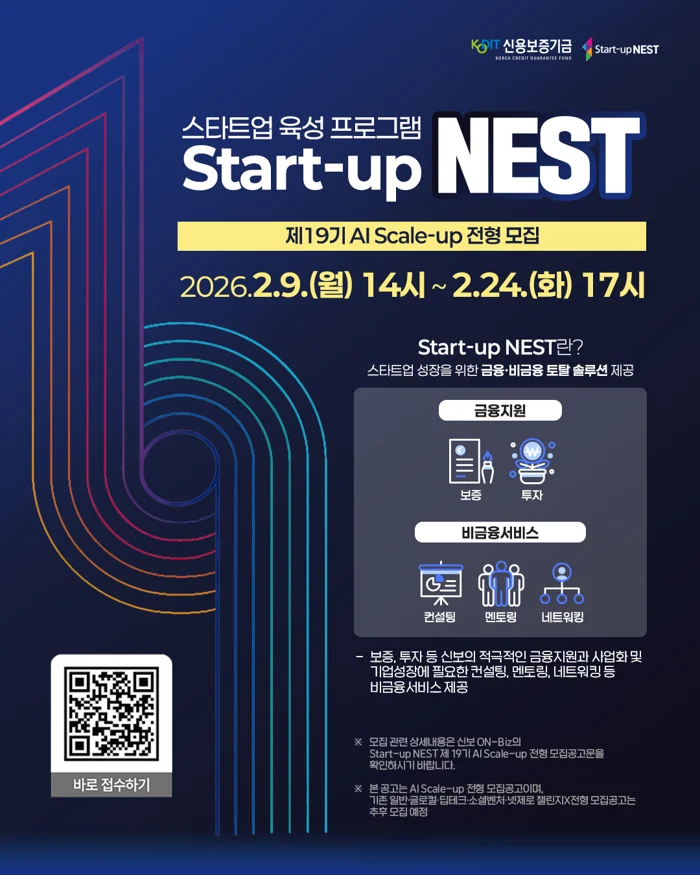 KODIT 신용보증기금
KOREA CREDIT GUARANTEE FUND
Start-up NEST
스타트업 육성 프로그램
Start-up NEST
제19기 AI Scale-up 전형 모집
2026.2.9.(월) 14시 ~ 2.24.(화) 17시
Start-up NEST란?
스타트업 성장을 위한 금융·비금융 토탈 솔루션 제공
금융지원
보증 투자
비금융서비스
컨설팅 멘토링 네트워킹
- 보증, 투자 등 신보의 적극적인 금융지원과 사업화 및
기업성장에 필요한 컨설팅, 멘토링, 네트워킹 등
비금융서비스 제공
바로 접수하기
※ 모집 관련 상세내용은 신보 ON-Biz의
Start-up NEST 제 19기 AI Scale-up 전형 모집공고문을
확인하시기 바랍니다.
※ 본 공고는 AI Scale-up 전형 모집공고이며,
기존 일반·글로컬·딥테크·소셜벤처·넷제로 챌린지X전형 모집공고는
추후 모집 예정